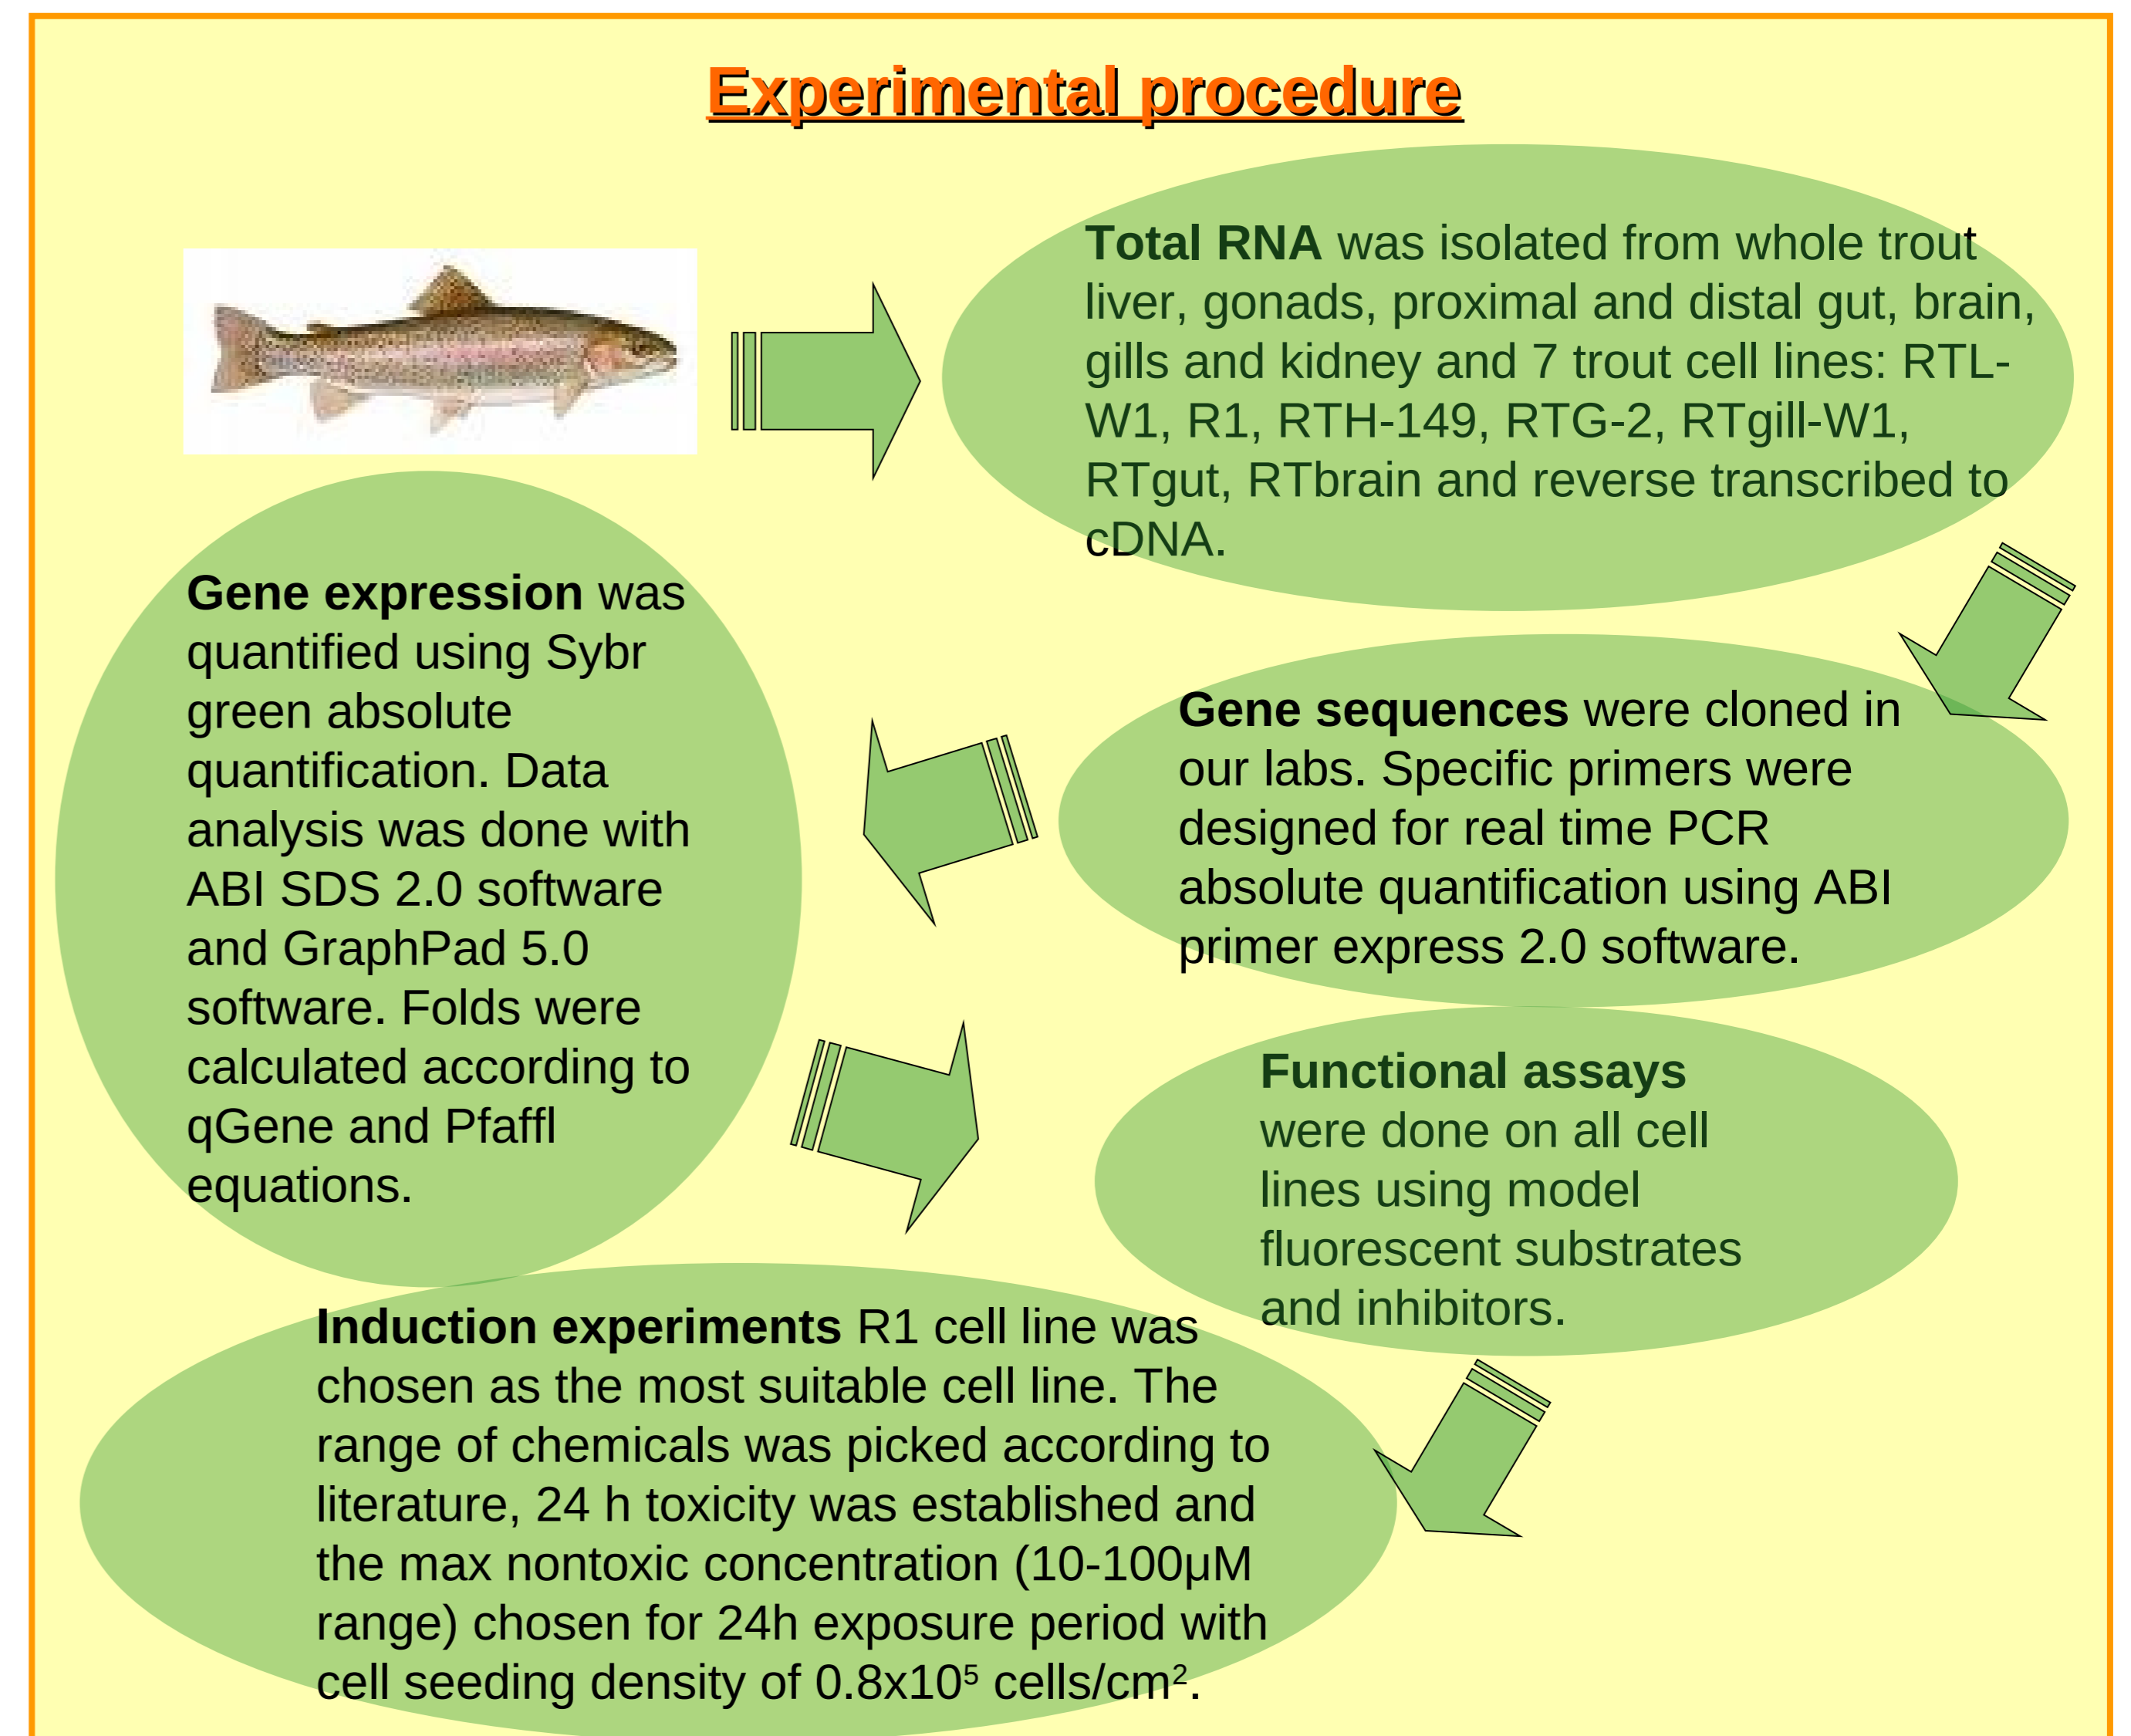 Experimental procedure
Total RNA was isolated from whole trout
liver, gonads, proximal and distal gut, brain,
gills and kidney and 7 trout cell lines: RTL-
W1, R1, RTH-149, RTG-2, RTgill-W1,
RTgut, RTbrain and reverse transcribed to
cDNA.
Gene sequences were cloned in
our labs. Specific primers were
designed for real time PCR
absolute quantification using ABI
primer express 2.0 software.
Gene expression was
quantified using Sybr
green absolute
quantification. Data
analysis was done with
ABI SDS 2.0 software
and GraphPad 5.0
software. Folds were
calculated according to
qGene and Pfaffl
equations.
Functional assays
were done on all cell
lines using model
fluorescent substrates
and inhibitors.
Induction experiments R1 cell line was
chosen as the most suitable cell line. The
range of chemicals was picked according to
literature, 24 h toxicity was established and
the max nontoxic concentration (10-100µM
range) chosen for 24h exposure period with
cell seeding density of 0.8x10⁵ cells/cm².